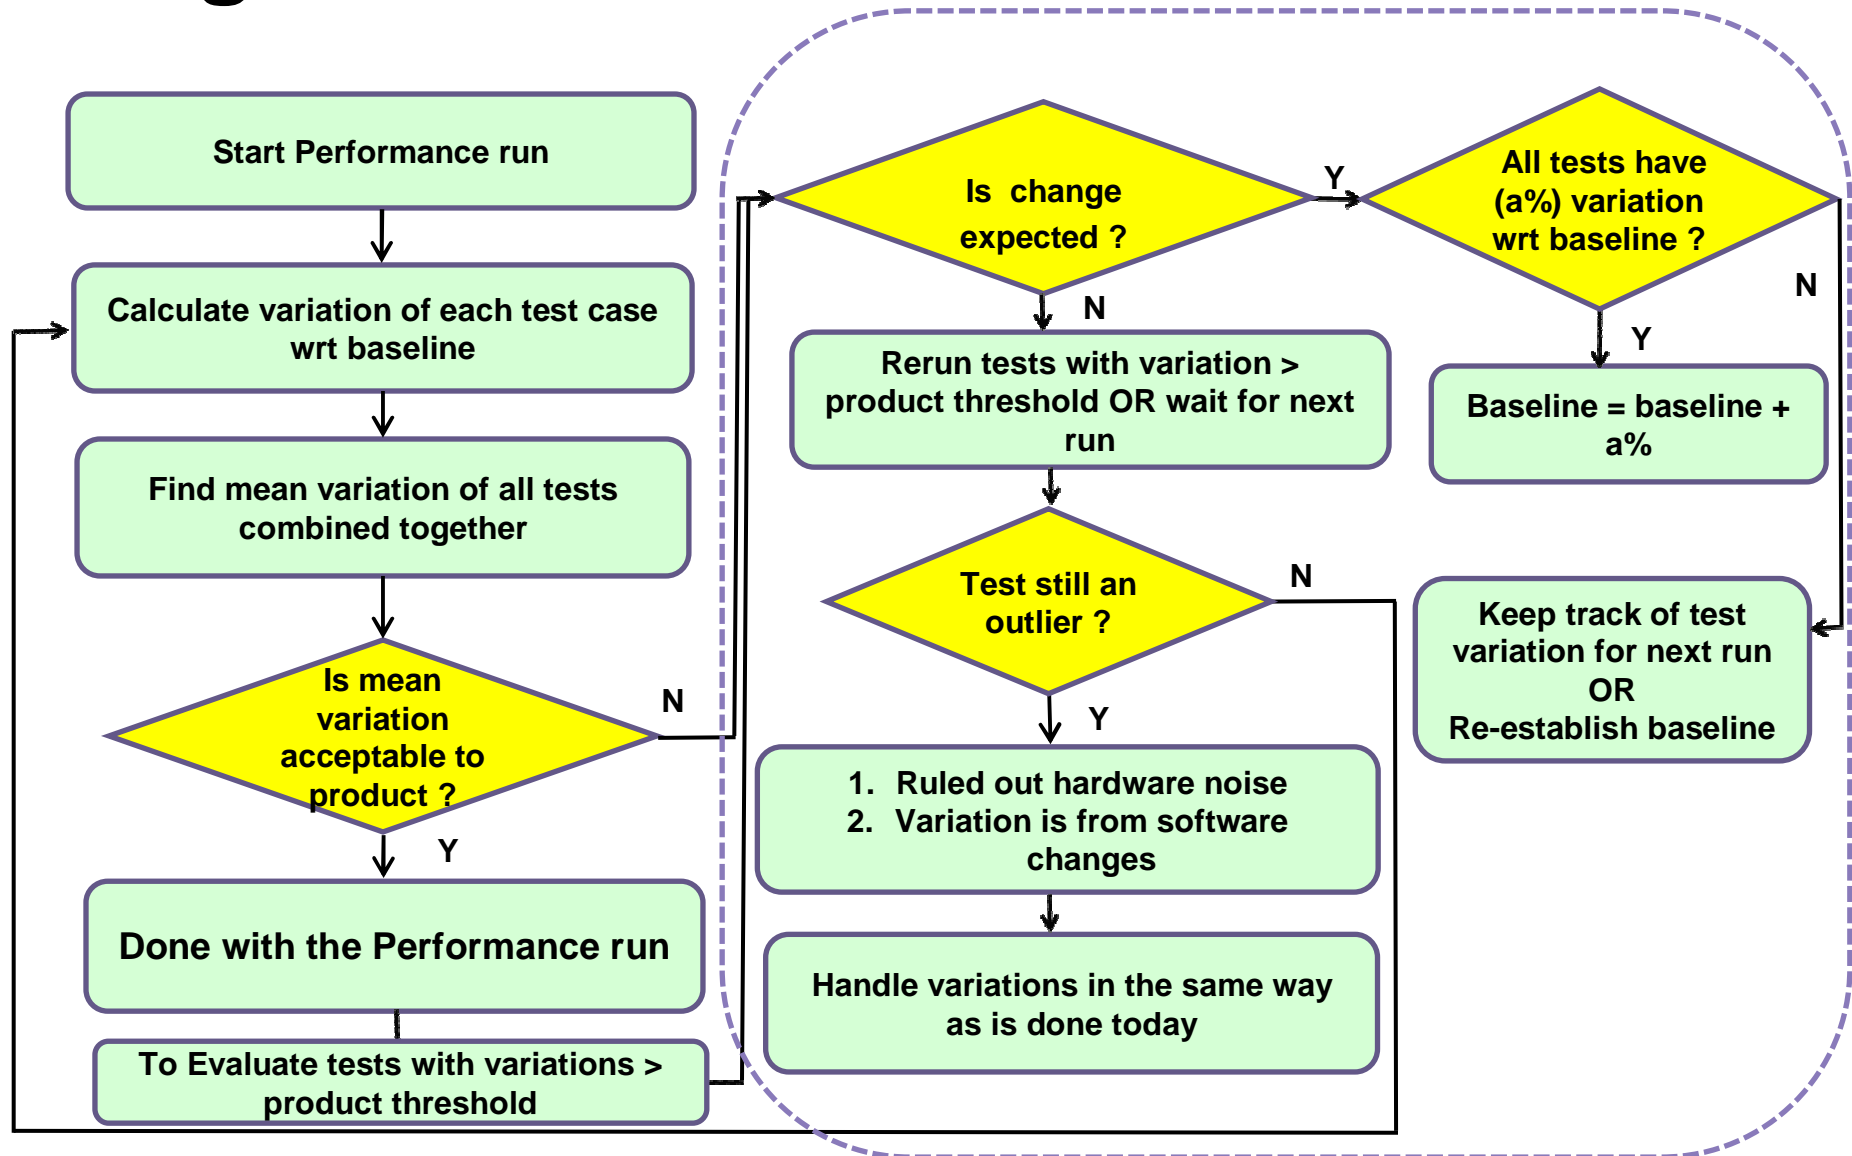 Start Performance run
Calculate variation of each test case
wrt baseline
Find mean variation of all tests
combined together
Is mean
variation
acceptable to
product ?
N
Y
Done with the Performance run
To Evaluate tests with variations >
product threshold
Is change
expected ?
Y
N
All tests have
(a%) variation
wrt baseline ?
N
Y
Baseline = baseline +
a%
Keep track of test
variation for next run
OR
Re-establish baseline
Rerun tests with variation >
product threshold OR wait for next
run
Test still an
outlier ?
N
Y
1. Ruled out hardware noise
2. Variation is from software
changes
Handle variations in the same way
as is done today